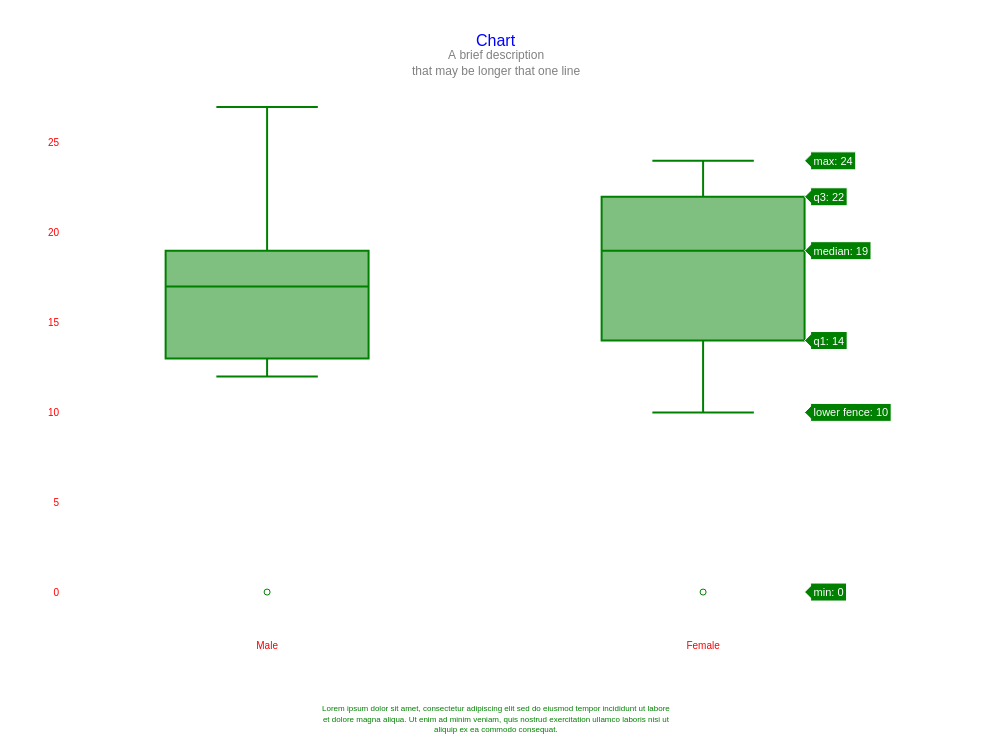 Chart
A brief description
that may be longer that one line
25
20
15
10
5
0
max: 24
q3: 22
median: 19
q1: 14
lower fence: 10
min: 0
Male
Female
Lorem ipsum dolor sit amet, consectetur adipiscing elit sed do eiusmod tempor incididunt ut labore
et dolore magna aliqua. Ut enim ad minim veniam, quis nostrud exercitation ullamco laboris nisi ut
aliquip ex ea commodo consequat.